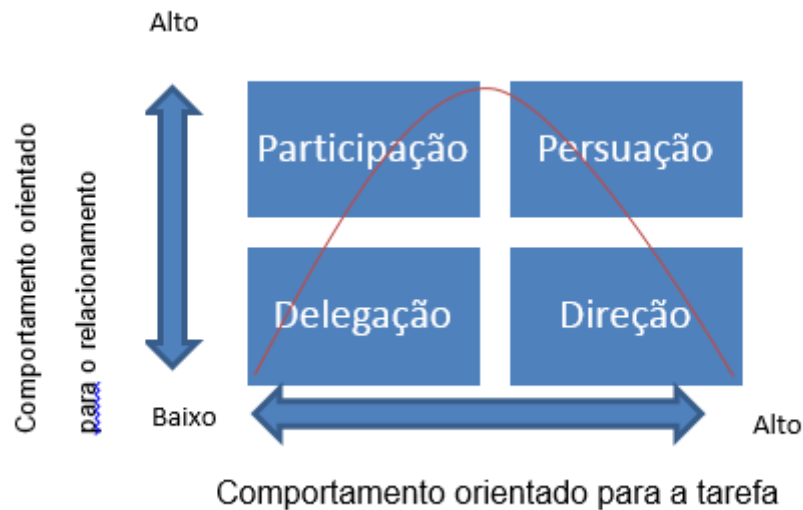 Alto
Comportamento orientado
para o relacionamento
Participação
Persuação
Delegação
Direção
Baixo
Alto
Comportamento orientado para a tarefa